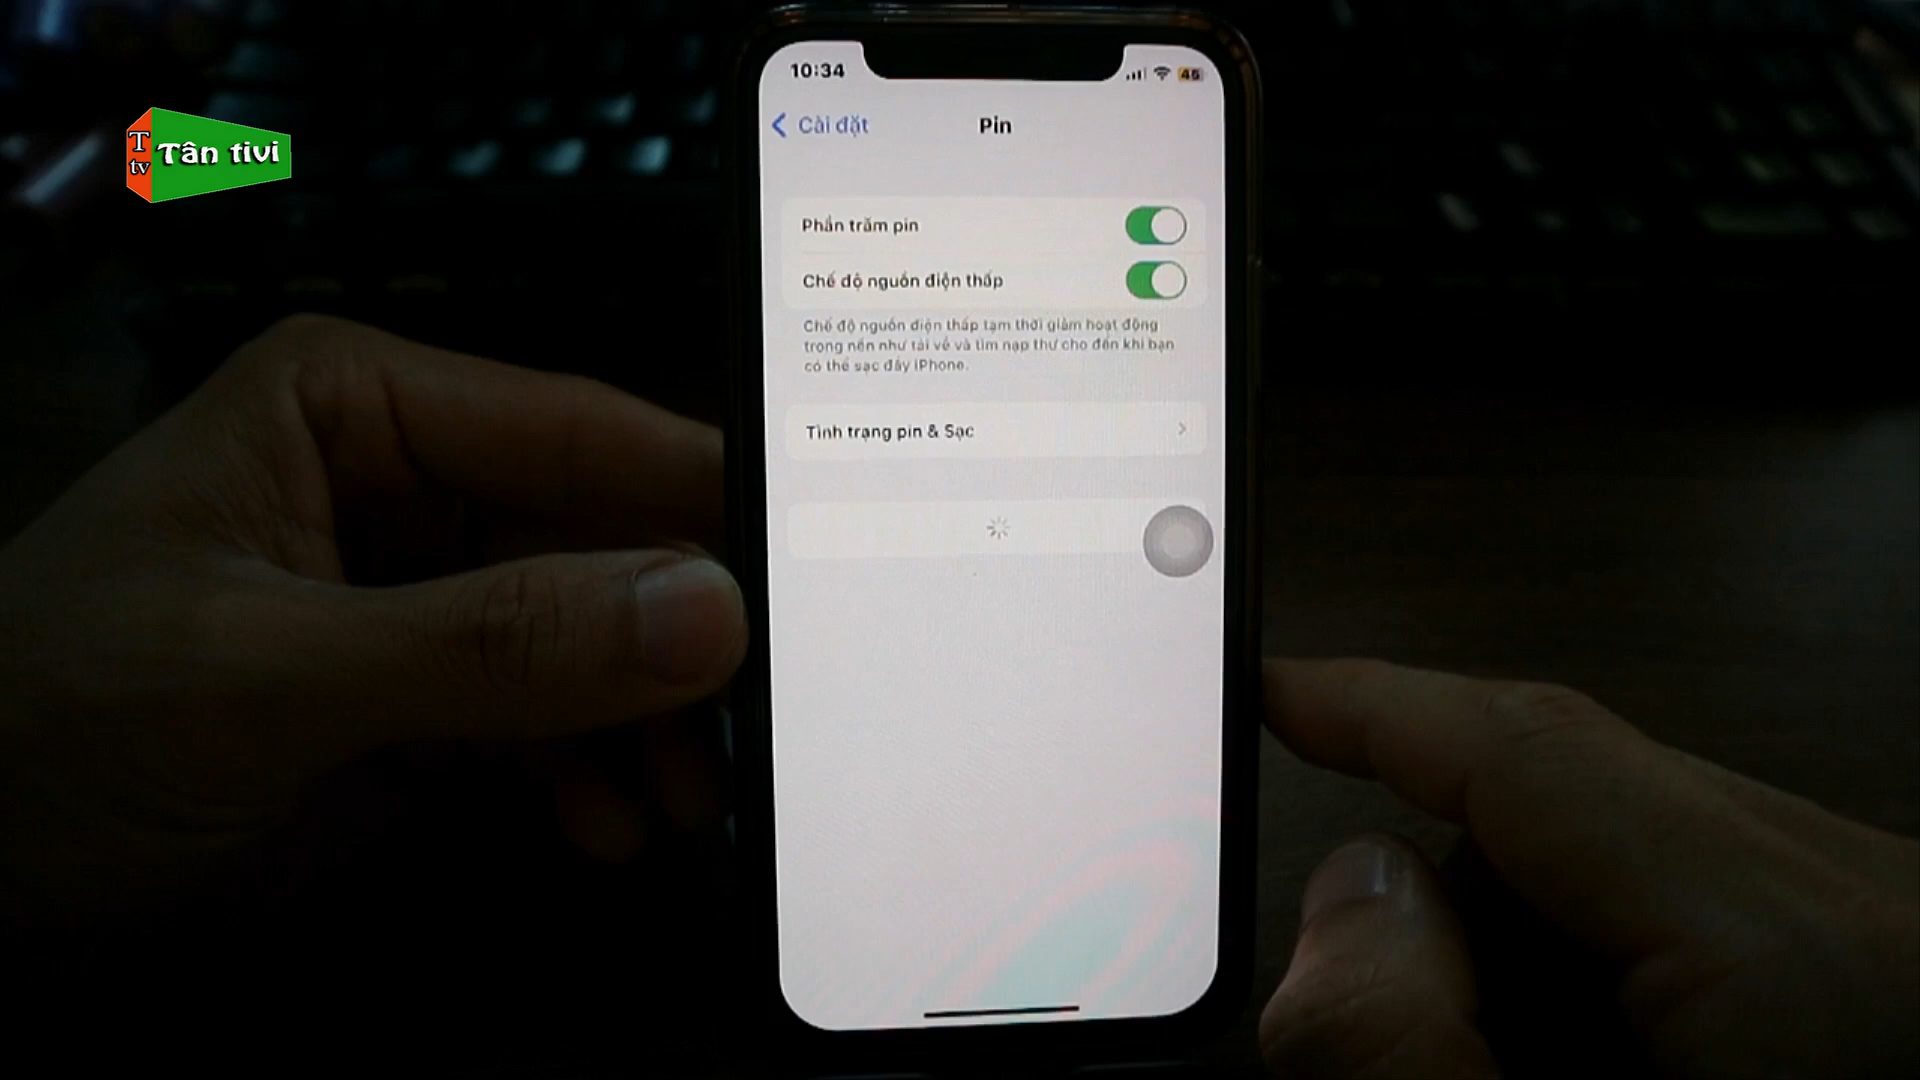 T
tv
Tân tivi
10:34
46
Cài đặt
Pin
Phần trăm pin
Chế độ nguồn điện thấp
Chế độ nguồn điện thấp tạm thời giảm hoạt động
trong nền như tải về và tìm nạp thư cho đến khi bạn
có thể sạc đầy iPhone.
Tình trạng pin & Sạc